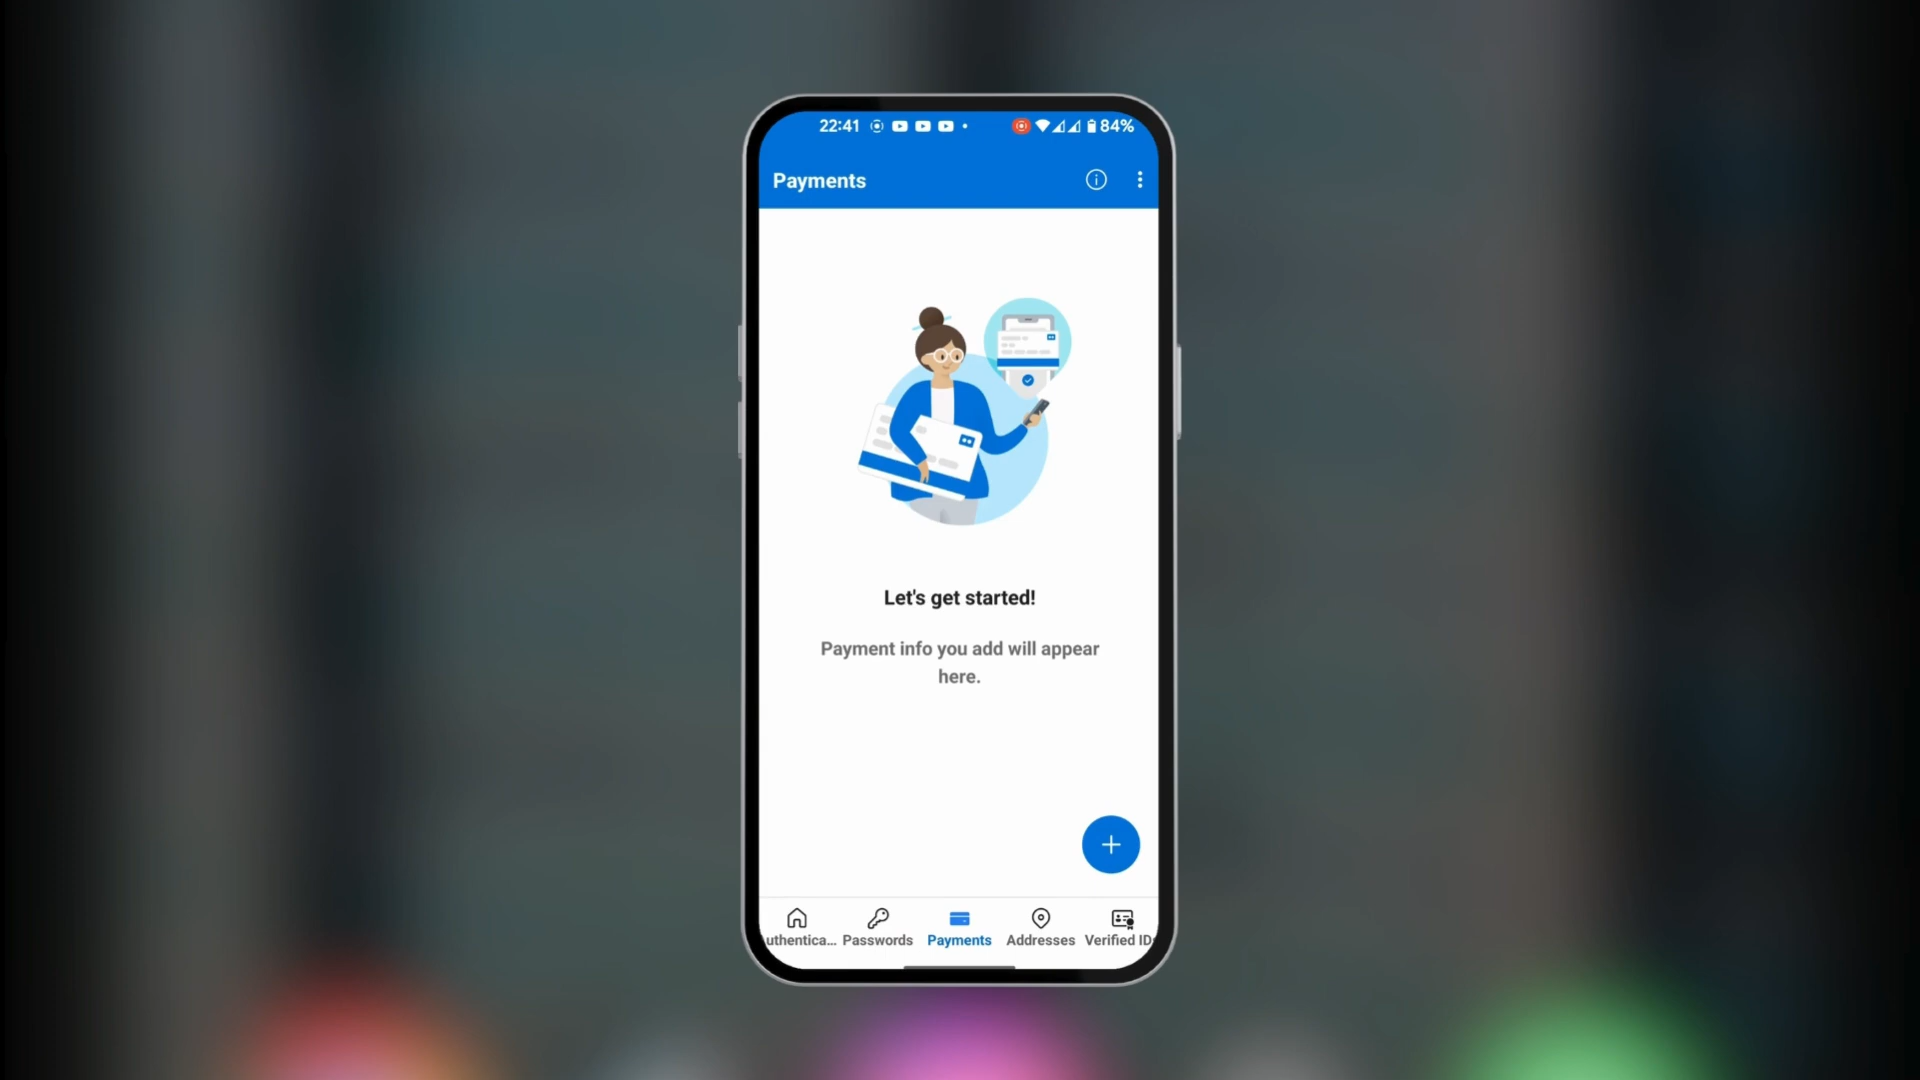 22:41 84%
Payments
Let's get started!
Payment info you add will appear
here.
uthentica... Passwords Payments Addresses Verified ID